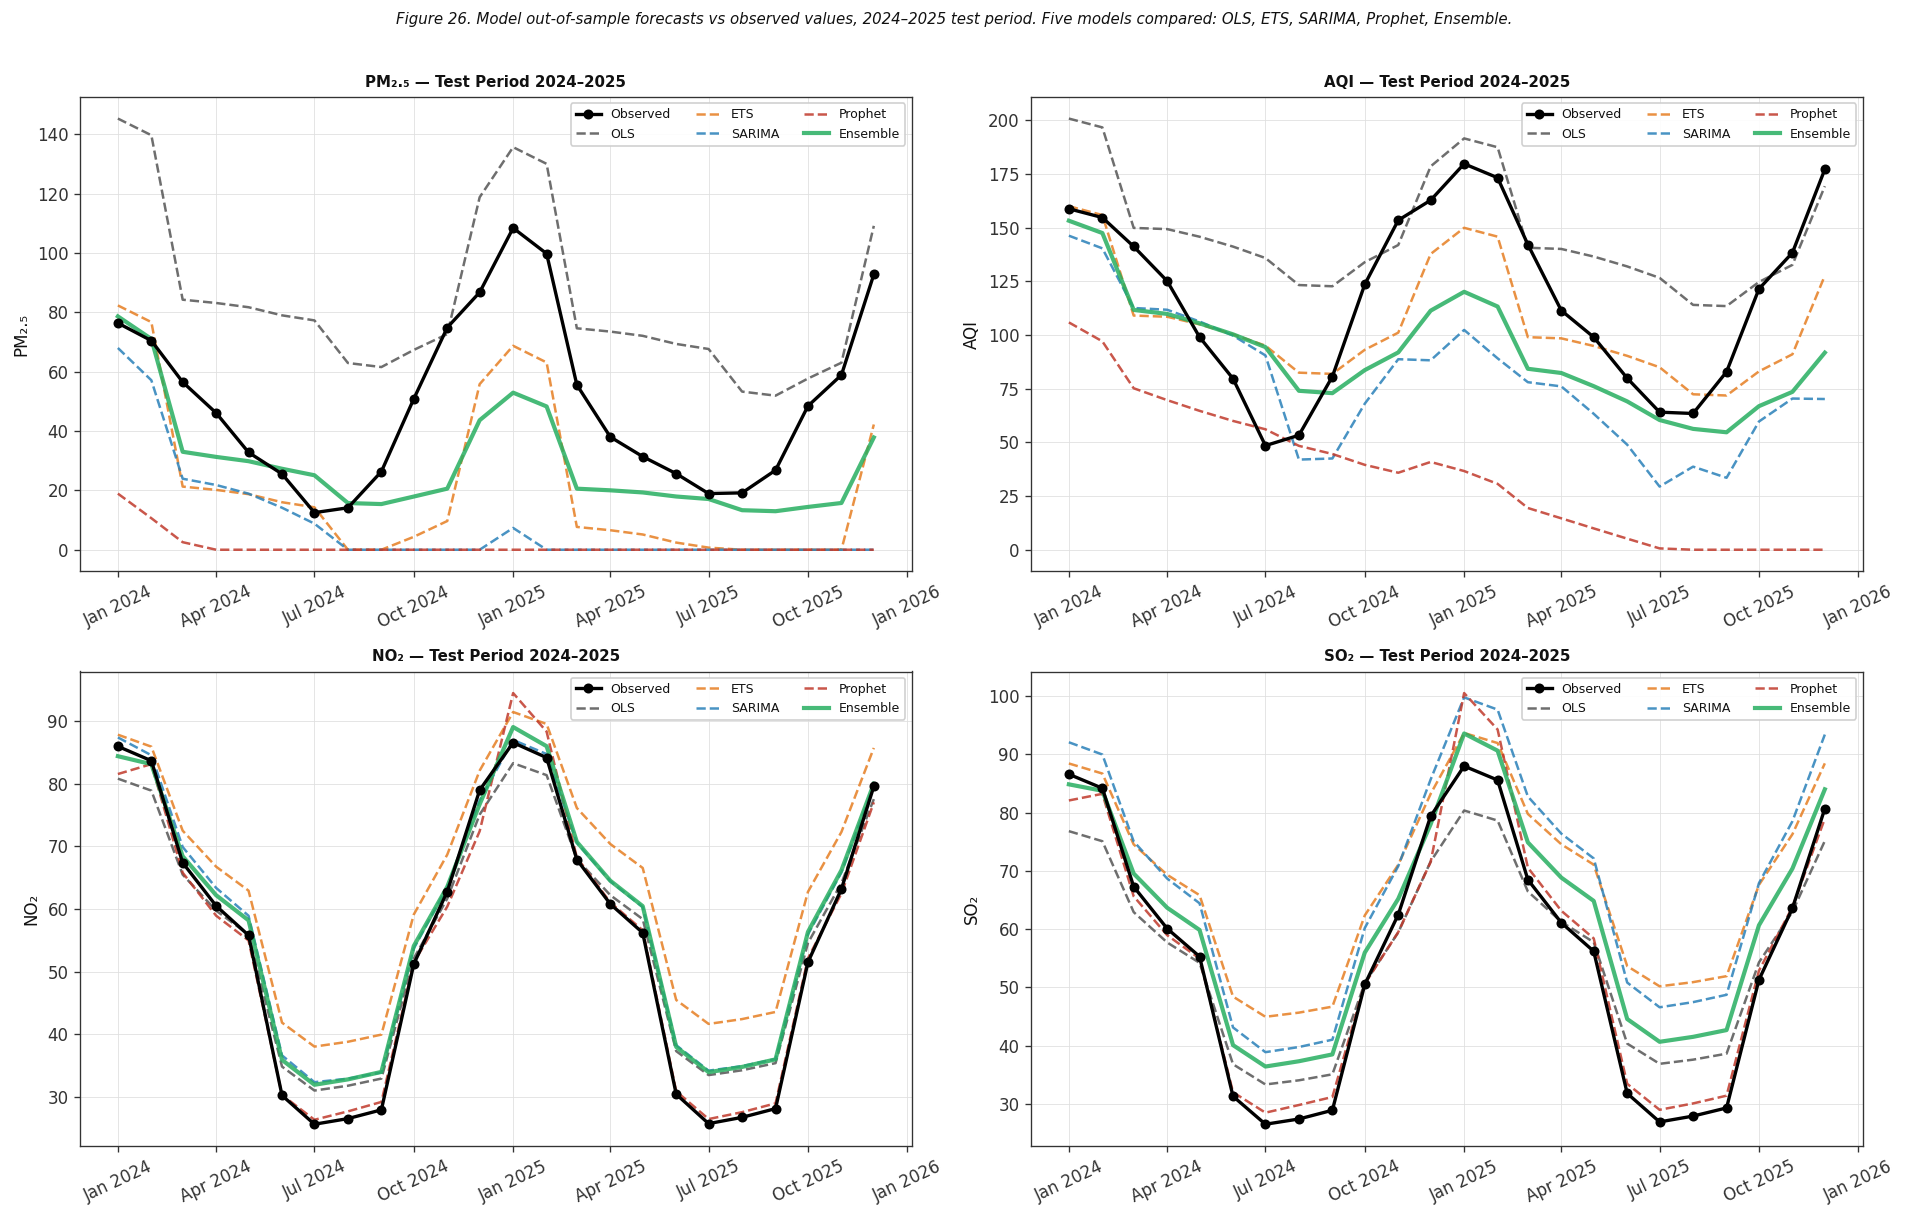 Figure 26. Model out-of-sample forecasts vs observed values, 2024–2025 test period. Five models compared: OLS, ETS, SARIMA, Prophet, Ensemble.
PM₂.₅ — Test Period 2024–2025
Observed ETS Prophet
OLS SARIMA Ensemble
PM₂.₅
140
120
100
80
60
40
20
0
Jan 2024 Apr 2024 Jul 2024 Oct 2024 Jan 2025 Apr 2025 Jul 2025 Oct 2025 Jan 2026
AQI — Test Period 2024–2025
Observed ETS Prophet
OLS SARIMA Ensemble
AQI
200
175
150
125
100
75
50
25
0
Jan 2024 Apr 2024 Jul 2024 Oct 2024 Jan 2025 Apr 2025 Jul 2025 Oct 2025 Jan 2026
NO₂ — Test Period 2024–2025
Observed ETS Prophet
OLS SARIMA Ensemble
NO₂
90
80
70
60
50
40
30
Jan 2024 Apr 2024 Jul 2024 Oct 2024 Jan 2025 Apr 2025 Jul 2025 Oct 2025 Jan 2026
SO₂ — Test Period 2024–2025
Observed ETS Prophet
OLS SARIMA Ensemble
SO₂
100
90
80
70
60
50
40
30
Jan 2024 Apr 2024 Jul 2024 Oct 2024 Jan 2025 Apr 2025 Jul 2025 Oct 2025 Jan 2026